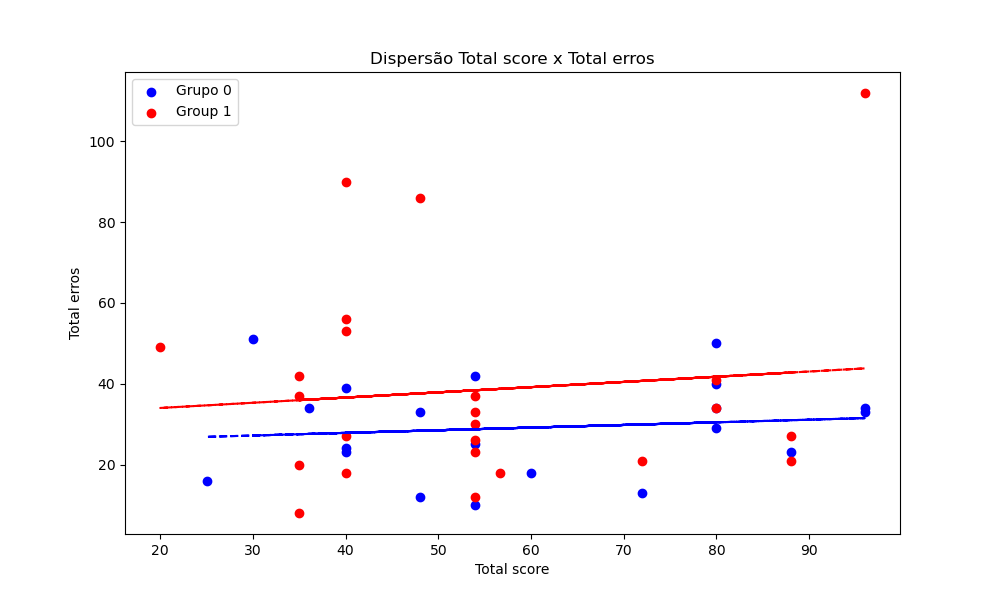 Dispersão Total score x Total erros
Grupo 0
Group 1
Total erros
100
80
60
40
20
20 30 40 50 60 70 80 90
Total score